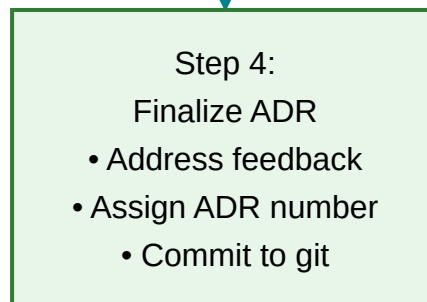 Step 4:
Finalize ADR
• Address feedback
• Assign ADR number
• Commit to git